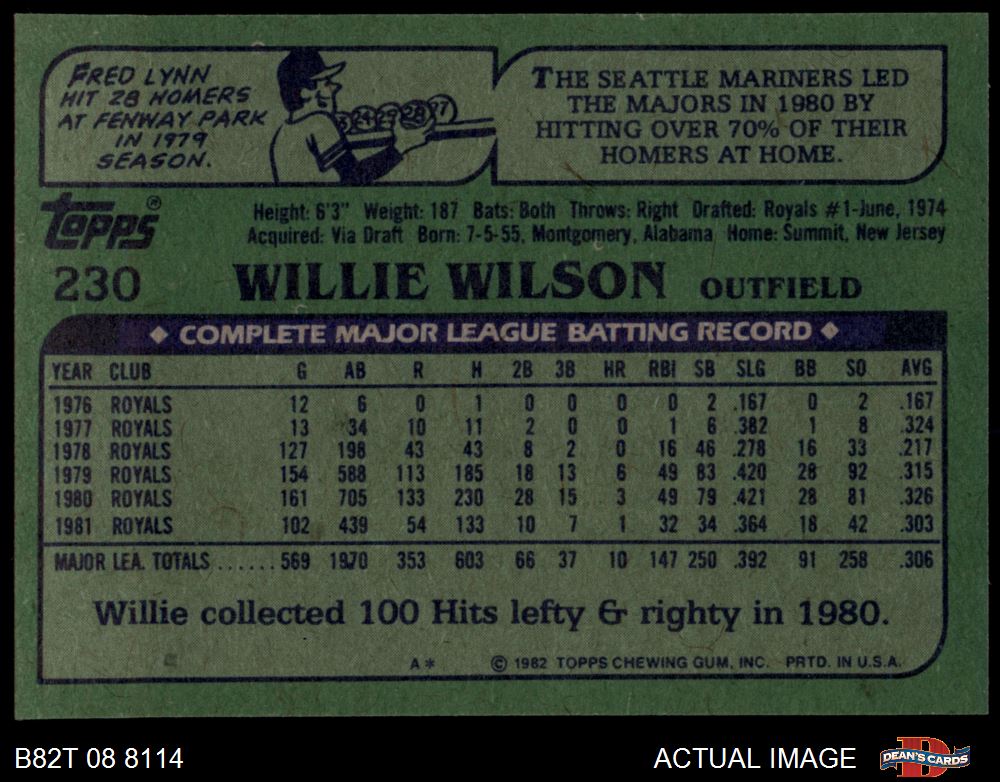 FRED LYNN
HIT 28 HOMERS
AT FENWAY PARK
IN 1979
SEASON.
28 27
THE SEATTLE MARINERS LED
THE MAJORS IN 1980 BY
HITTING OVER 70% OF THEIR
HOMERS AT HOME.
TOPPS®
Height: 6'3" Weight: 187 Bats: Both Throws: Right Drafted: Royals #1-June, 1974
Acquired: Via Draft Born: 7-5-55, Montgomery, Alabama Home: Summit, New Jersey
230 WILLIE WILSON OUTFIELD
◆ COMPLETE MAJOR LEAGUE BATTING RECORD ◆
YEAR CLUB G AB R H 2B 3B HR RBI SB SLG BB SO AVG
1976 ROYALS 12 6 0 1 0 0 0 0 2 .167 0 2 .167
1977 ROYALS 13 34 10 11 2 0 0 1 6 .382 1 8 .324
1978 ROYALS 127 198 43 43 8 2 0 16 46 .278 16 33 .217
1979 ROYALS 154 588 113 185 18 13 6 49 83 .420 28 92 .315
1980 ROYALS 161 705 133 230 28 15 3 49 79 .421 28 81 .326
1981 ROYALS 102 439 54 133 10 7 1 32 34 .364 18 42 .303
MAJOR LEA. TOTALS ...... 569 1970 353 603 66 37 10 147 250 .392 91 258 .306
Willie collected 100 Hits lefty & righty in 1980.
A* © 1982 TOPPS CHEWING GUM, INC. PRTD. IN U.S.A.
B82T 08 8114 ACTUAL IMAGE DEAN'S CARDS